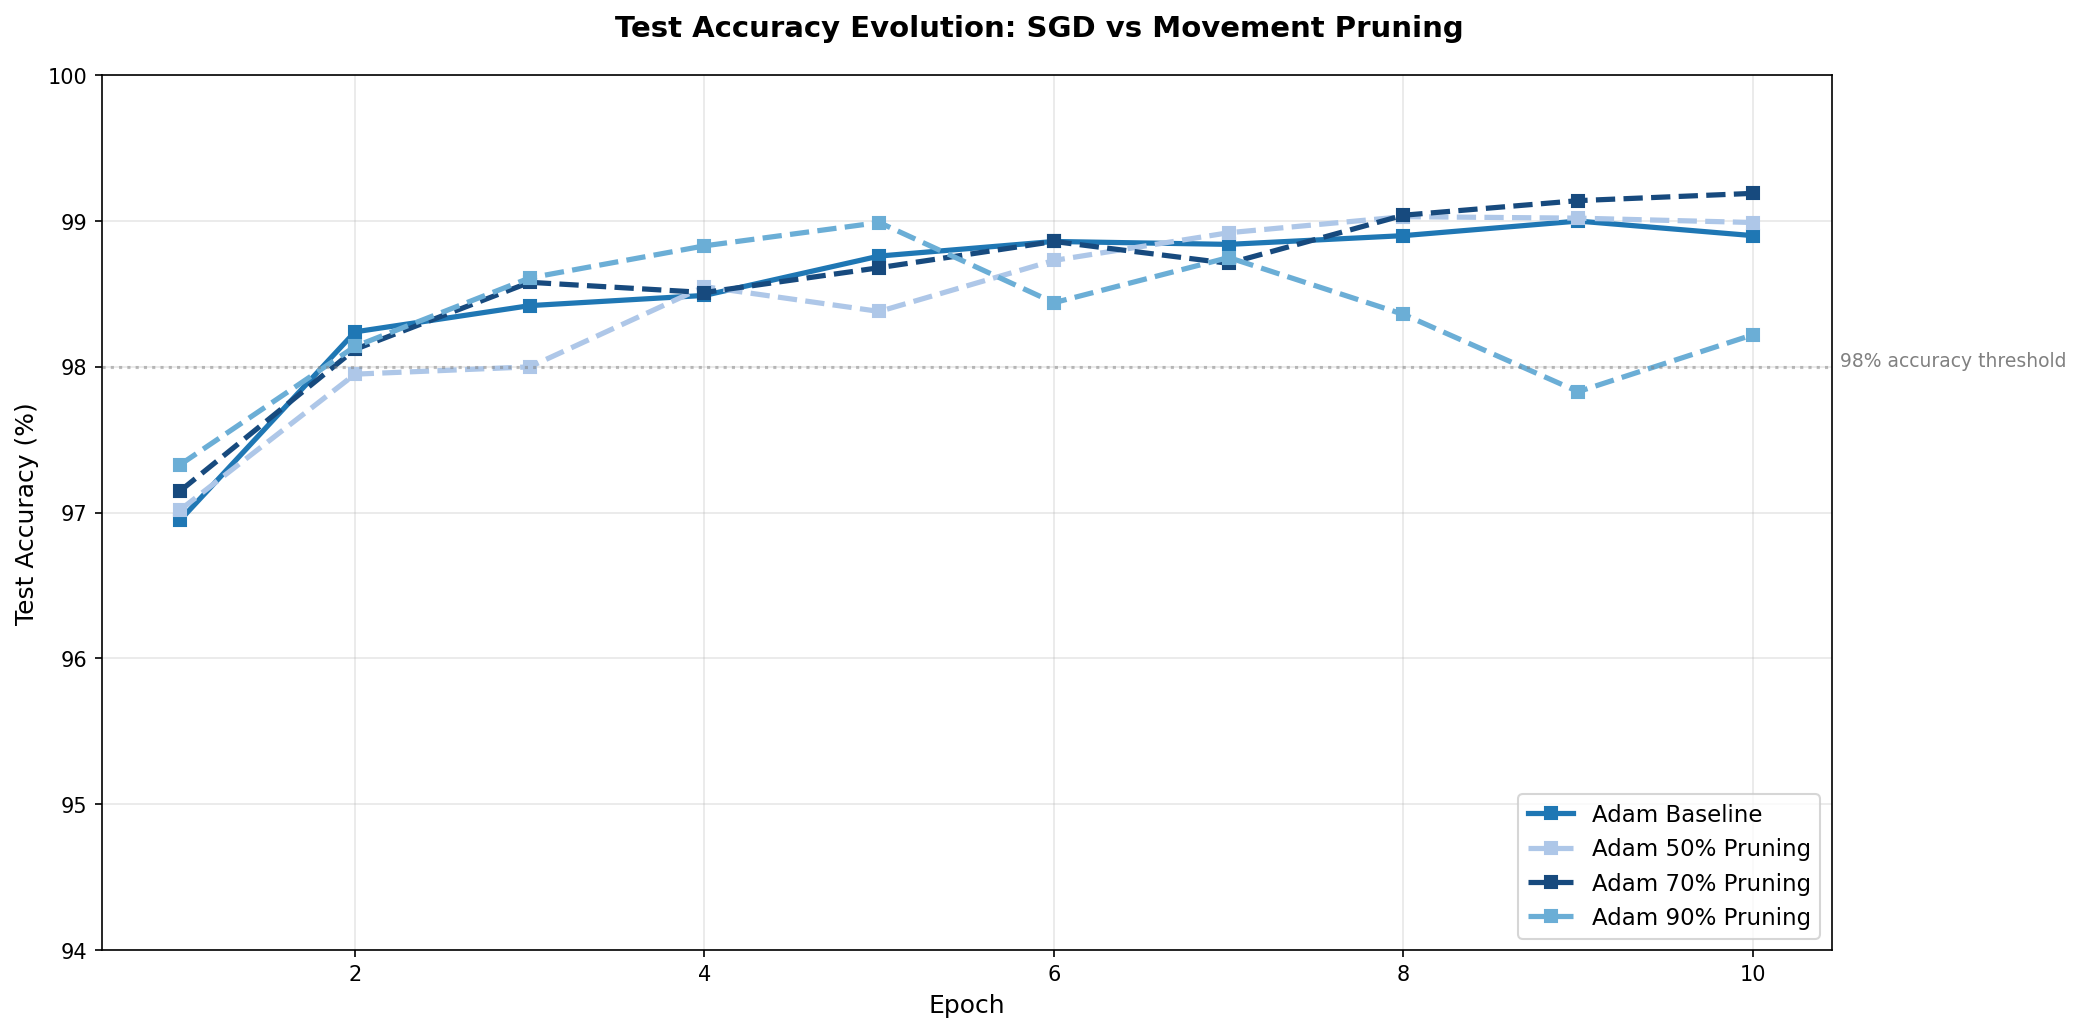 Test Accuracy Evolution: SGD vs Movement Pruning
100
99
98
97
96
95
94
Test Accuracy (%)
98% accuracy threshold
Adam Baseline
Adam 50% Pruning
Adam 70% Pruning
Adam 90% Pruning
2
4
6
8
10
Epoch